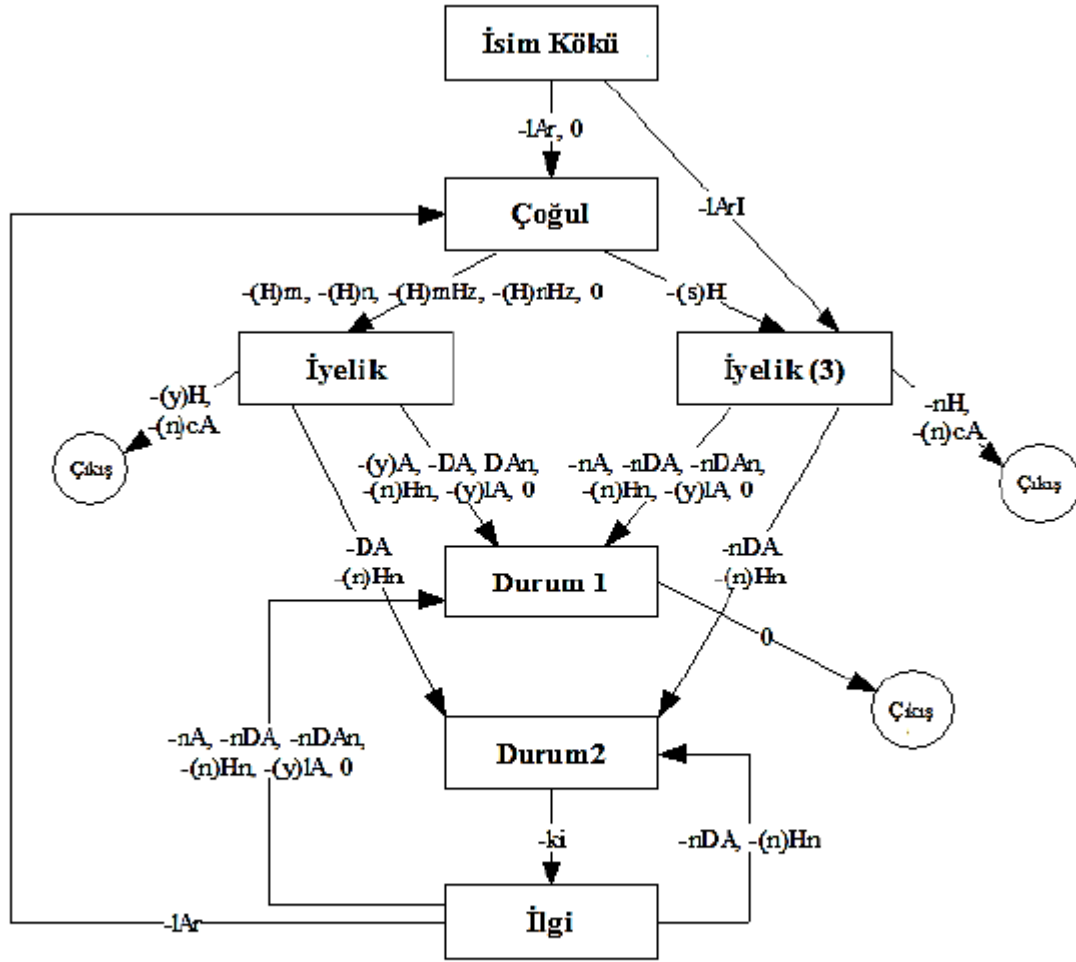 İsim Kökü
-lAr, 0
-lArI
Çoğul
-(H)m, -(H)n, -(H)mHz, -(H)nHz, 0
-(s)H
İyelik
İyelik (3)
-(y)H,
-(n)cA
Çıkış
-nH,
-(n)cA
Çıkış
-(y)A, -DA, DAn,
-(n)Hn, -(y)lA, 0
-nA, -nDA, -nDAn,
-(n)Hn, -(y)lA, 0
-DA
-(n)Hn
-nDA
-(n)Hn
Durum 1
0
Çıkış
-nA, -nDA, -nDAn,
-(n)Hn, -(y)lA, 0
Durum2
-ki
-nDA, -(n)Hn
-lAr
İlgi